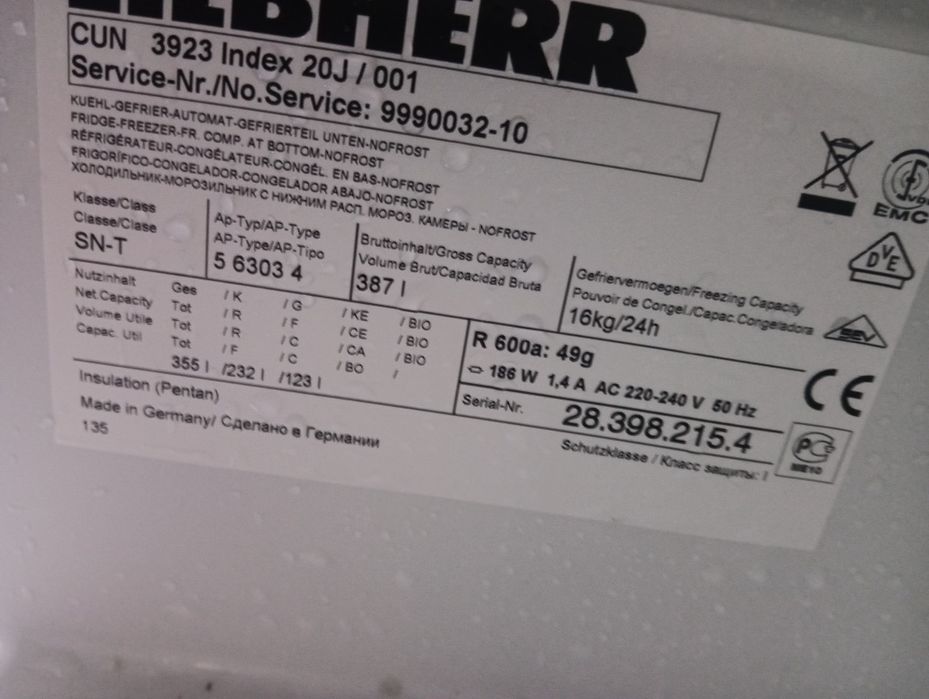 LIEBHERR
CUN 3923 Index 20J / 001
Service-Nr./No.Service: 9990032-10
KUEHL-GEFRIER-AUTOMAT-GEFRIERTEIL UNTEN-NOFROST
FRIDGE-FREEZER-FR. COMP. AT BOTTOM-NOFROST
RÉFRIGÉRATEUR-CONGÉLATEUR-CONGÉL. EN BAS-NOFROST
FRIGORÍFICO-CONGELADOR-CONGELADOR ABAJO-NOFROST
ХОЛОДИЛЬНИК-МОРОЗИЛЬНИК С НИЖНИМ РАСП. МОРОЗ. КАМЕРЫ - NOFROST
Klasse/Class
Classe/Clase
SN-T
Ap-Typ/AP-Type
AP-Type/AP-Tipo
5 6303 4
Bruttoinhalt/Gross Capacity
Volume Brut/Capacidad Bruta
387 l
Gefriervermoegen/Freezing Capacity
Pouvoir de Congel./Capac.Congeladora
16kg/24h
Nutzinhalt Ges / K / G / KE / BIO
Net.Capacity Tot / R / F / CE / BIO
Volume Utile Tot / R / C / CA / BIO
Capac. Util Tot / F / C / BO /
355 l /232 l /123 l
R 600a: 49g
186 W 1,4 A AC 220-240 V 50 Hz
Serial-Nr. 28.398.215.4
Insulation (Pentan)
Made in Germany/ Сделано в Германии
135
Schutzklasse / Класс защиты: I
EMC
DVE
SEV
CE
ME10